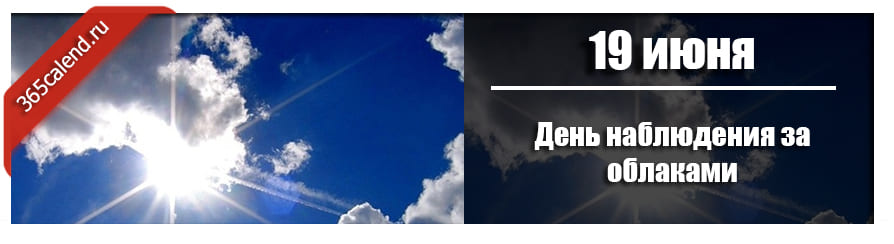 365calend.ru
19 июня
День наблюдения за
облаками